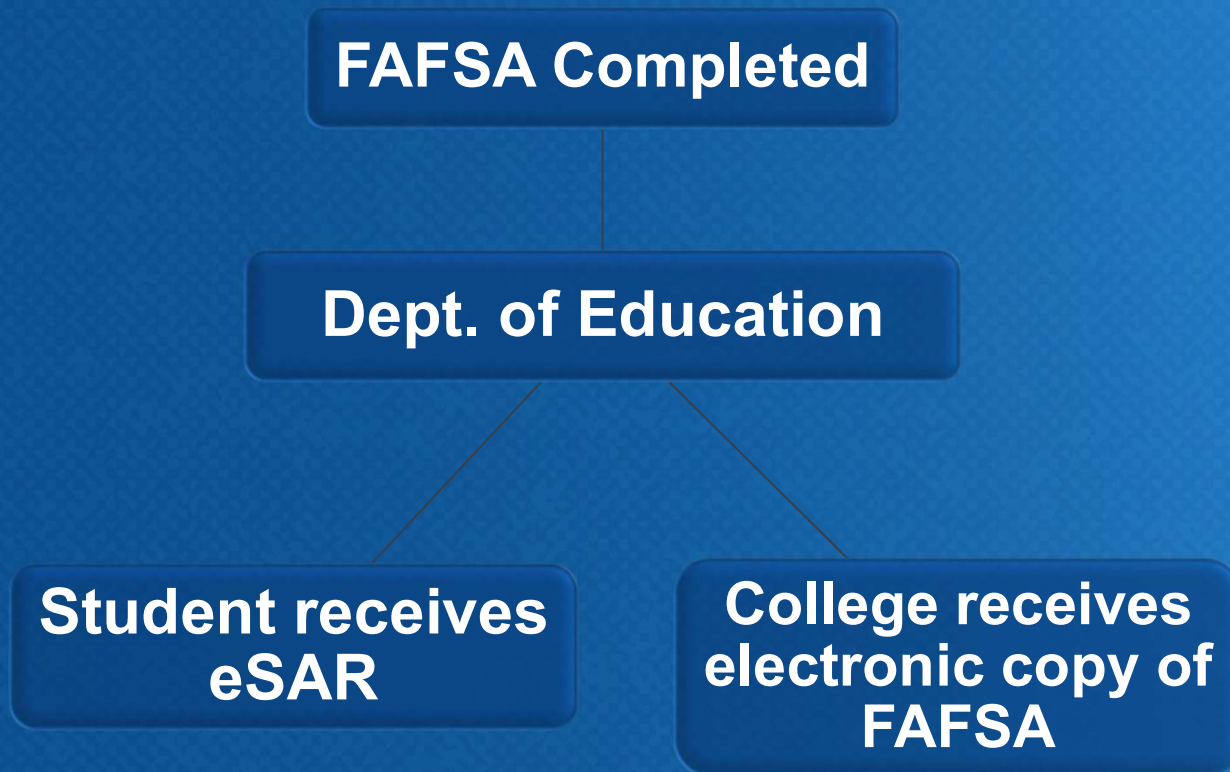 FAFSA Completed
Dept. of Education
Student receives
eSAR
College receives
electronic copy of
FAFSA